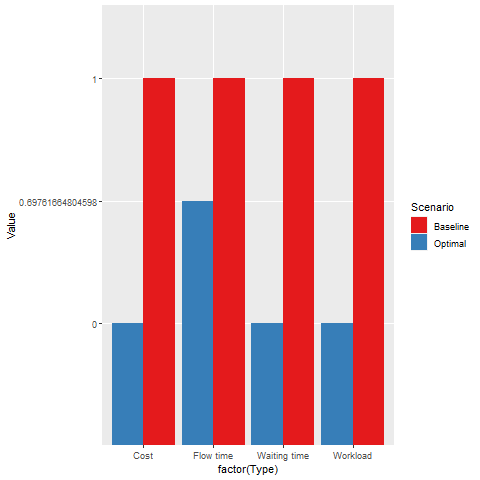 1
0.69761664804598
0
Value
Cost
Flow time
Waiting time
Workload
factor(Type)
Scenario
Baseline
Optimal